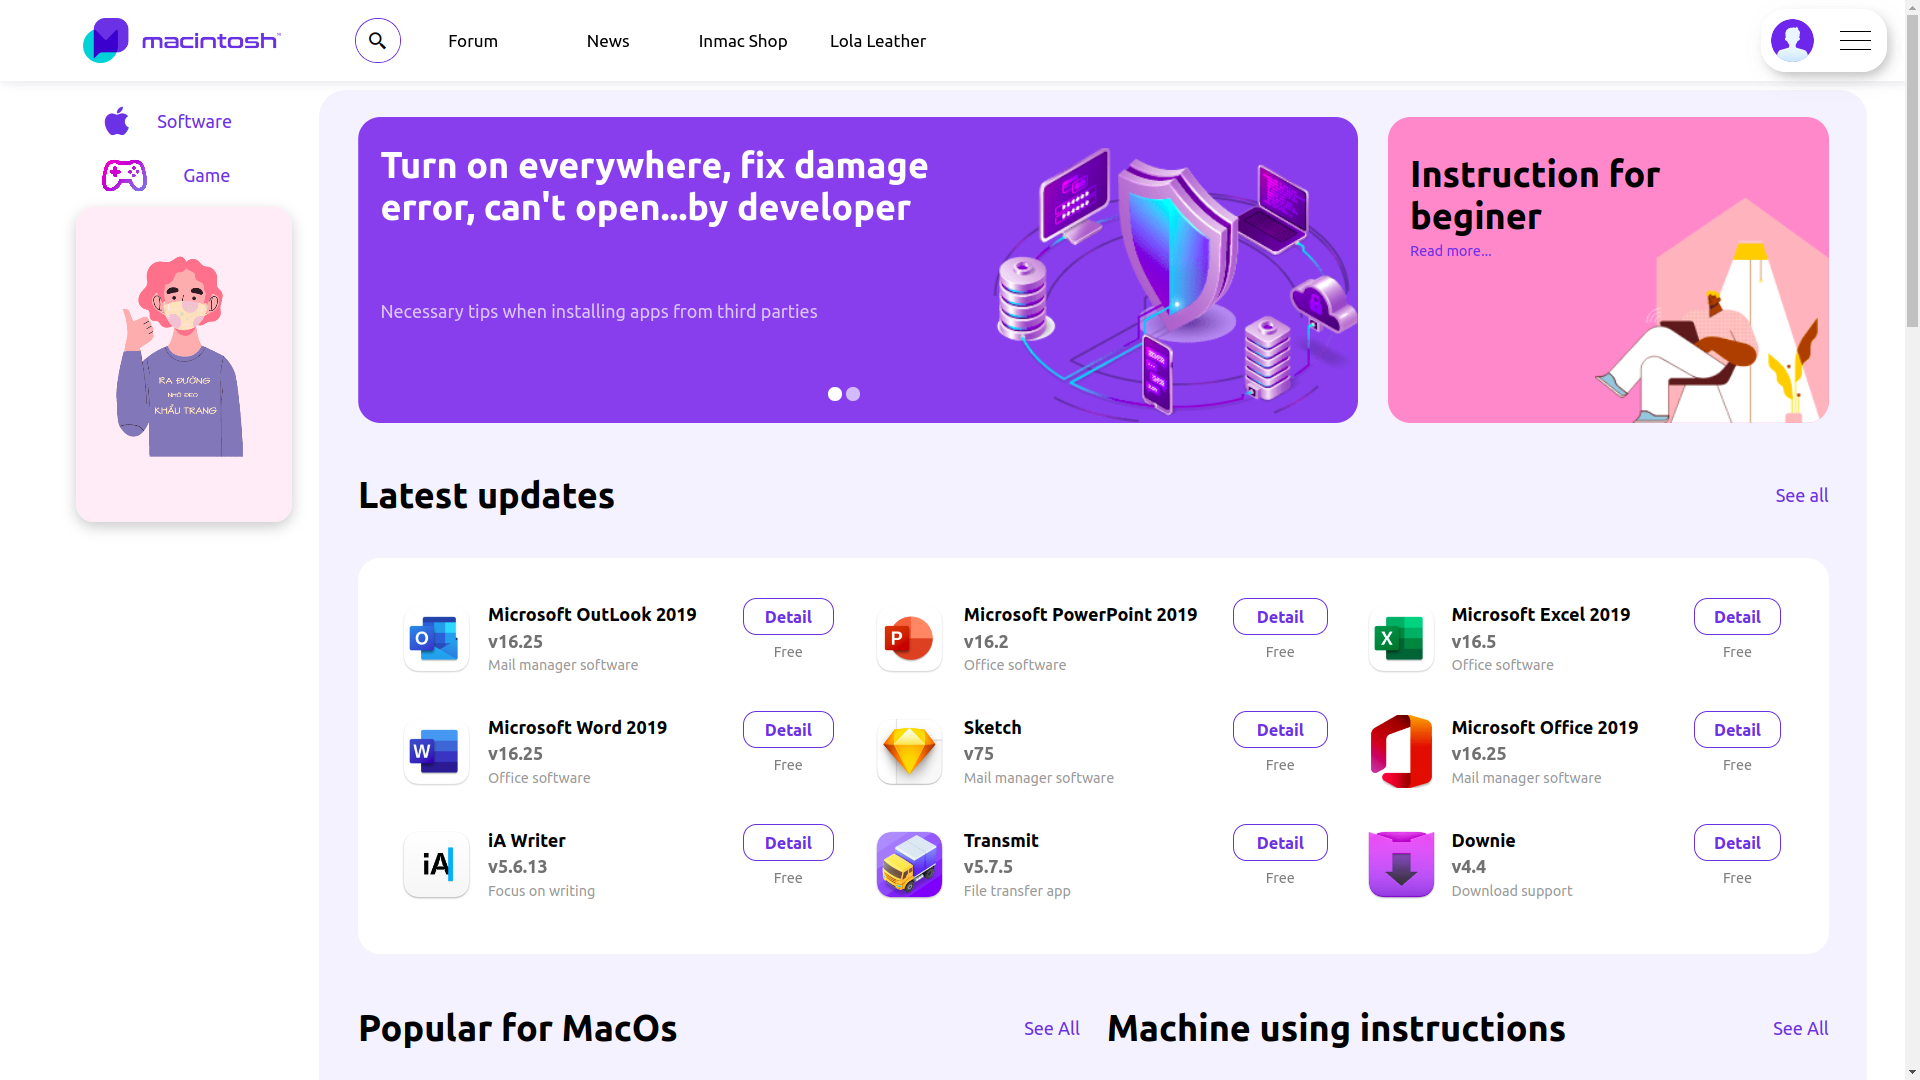 macintosh
Forum
News
Inmac Shop
Lola Leather
Software
Game
RA ĐƯỜNG
NHỚ ĐEO
KHẨU TRANG
Turn on everywhere, fix damage
error, can't open...by developer
Necessary tips when installing apps from third parties
Instruction for
beginer
Read more...
Latest updates
See all
Microsoft OutLook 2019
v16.25
Mail manager software
Detail
Free
Microsoft PowerPoint 2019
v16.2
Office software
Detail
Free
Microsoft Excel 2019
v16.5
Office software
Detail
Free
Microsoft Word 2019
v16.25
Office software
Detail
Free
Sketch
v75
Mail manager software
Detail
Free
Microsoft Office 2019
v16.25
Mail manager software
Detail
Free
iA
iA Writer
v5.6.13
Focus on writing
Detail
Free
Transmit
v5.7.5
File transfer app
Detail
Free
Downie
v4.4
Download support
Detail
Free
Popular for MacOs
See All
Machine using instructions
See All